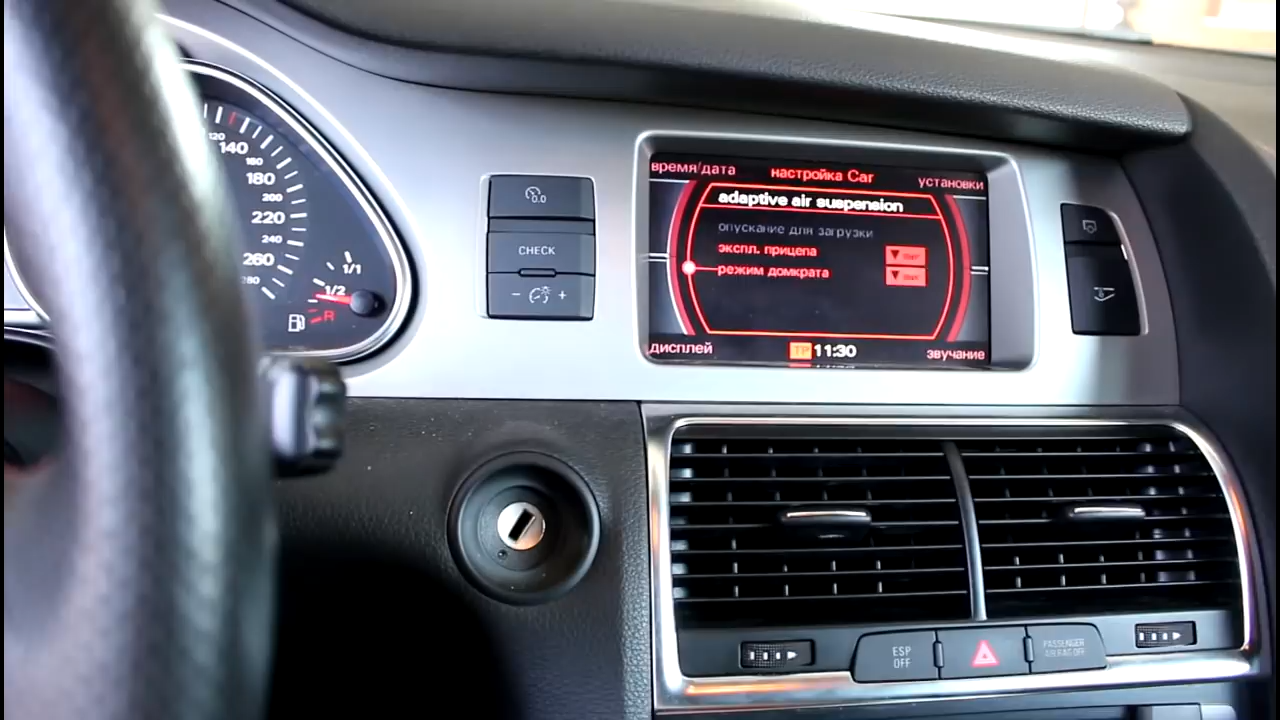 120
140
160
180
200
220
240
260
280
1/1
1/2
R
0.0
CHECK
− +
время/дата
настройка Car
установки
adaptive air suspension
опускание для загрузки
экспл. прицепа
режим домкрата
дисплей
TP 11:30
звучание
ESP
OFF
PASSENGER
AIR BAG OFF